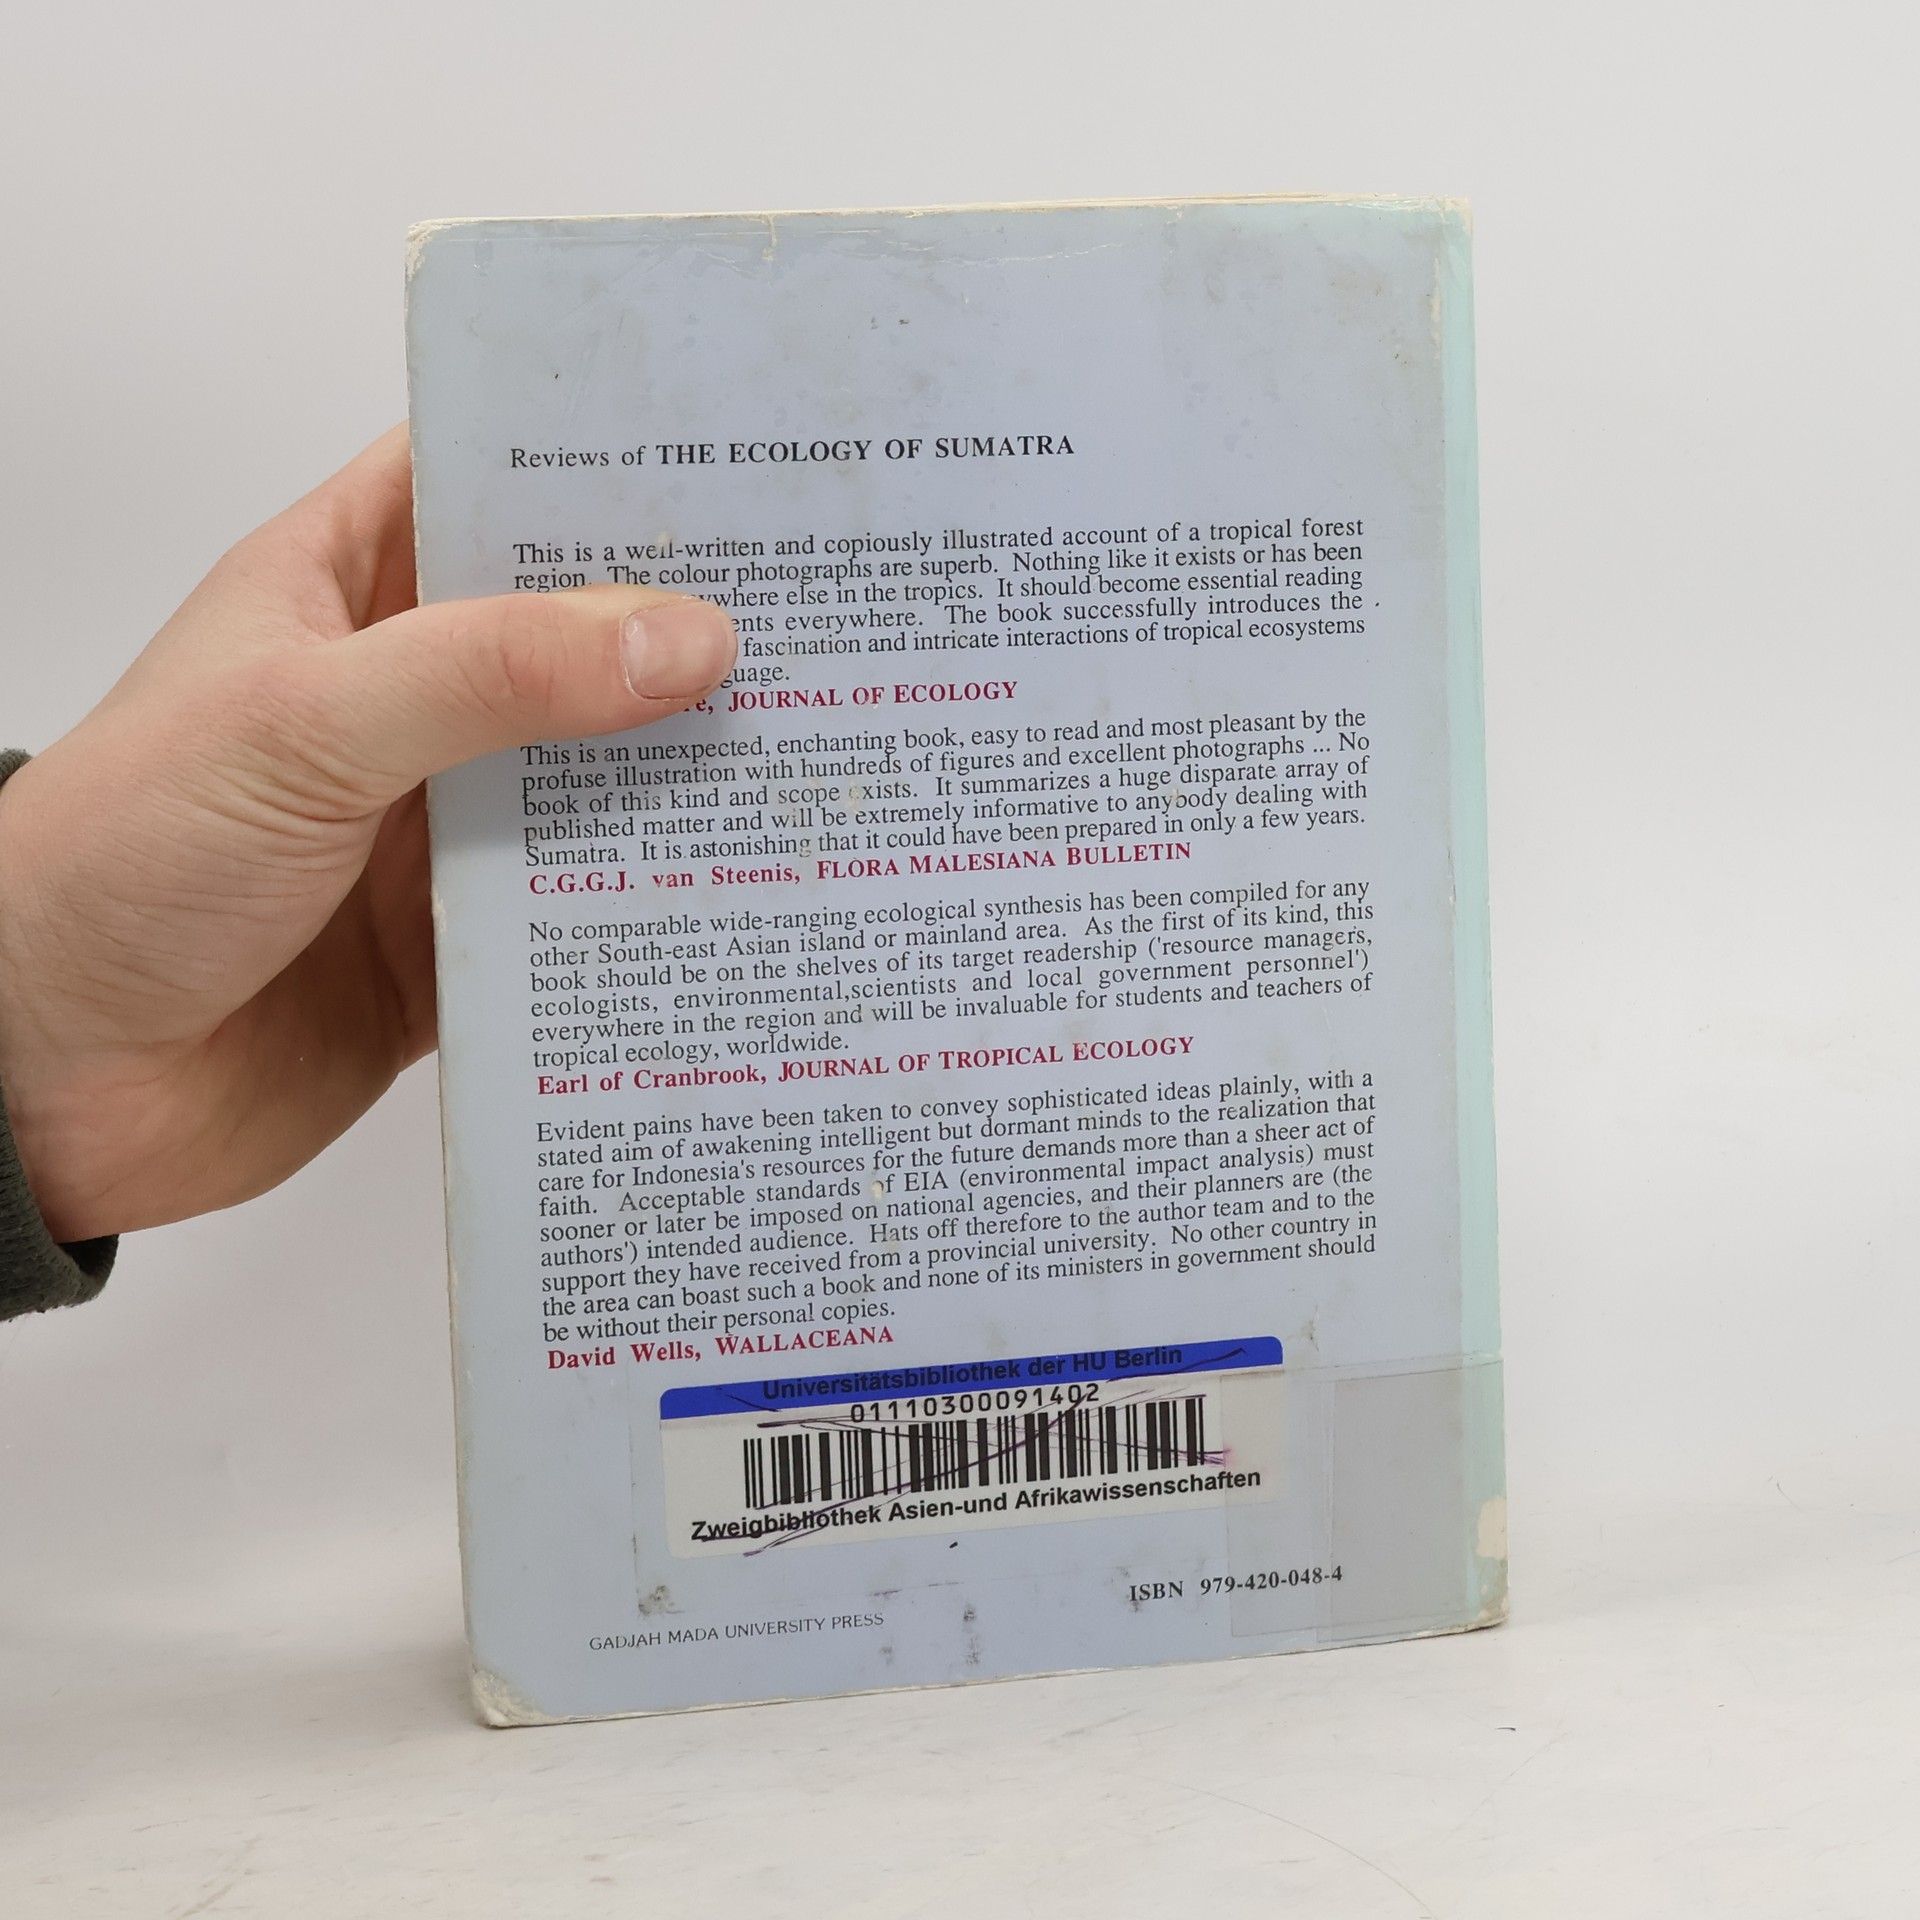 Reviews of THE ECOLOGY OF SUMATRA
This is a well-written and copiously illustrated account of a tropical forest
region. The colour photographs are superb. Nothing like it exists or has been
else in the tropics. It should become essential reading
everywhere. The book successfully introduces the
fascination and intricate interactions of tropical ecosystems
JOURNAL OF ECOLOGY
This is an unexpected, enchanting book, easy to read and most pleasant by the
profuse illustration with hundreds of figures and excellent photographs ... No
book of this kind and scope exists. It summarizes a huge disparate array of
published matter and will be extremely informative to anybody dealing with
Sumatra. It is astonishing that it could have been prepared in only a few years.
C.G.G.J. van Steenis, FLORA MALESIANA BULLETIN
No comparable wide-ranging ecological synthesis has been compiled for any
other South-east Asian island or mainland area. As the first of its kind, this
book should be on the shelves of its target readership ('resource managers,
ecologists, environmental,scientists and local government personnel')
everywhere in the region and will be invaluable for students and teachers of
tropical ecology, worldwide.
Earl of Cranbrook, JOURNAL OF TROPICAL ECOLOGY
Evident pains have been taken to convey sophisticated ideas plainly, with a
stated aim of awakening intelligent but dormant minds to the realization that
care for Indonesia's resources for the future demands more than a sheer act of
faith. Acceptable standards of EIA (environmental impact analysis) must
sooner or later be imposed on national agencies, and their planners are (the
authors') intended audience. Hats off therefore to the author team and to the
support they have received from a provincial university. No other country in
the area can boast such a book and none of its ministers in government should
be without their personal copies.
David Wells, WALLACEANA
Universitätsbibliothek der HU Berlin
01110300091402
Zweigbibliothek Asien-und Afrikawissenschaften
ISBN 979-420-048-4
GADJAH MADA UNIVERSITY PRESS